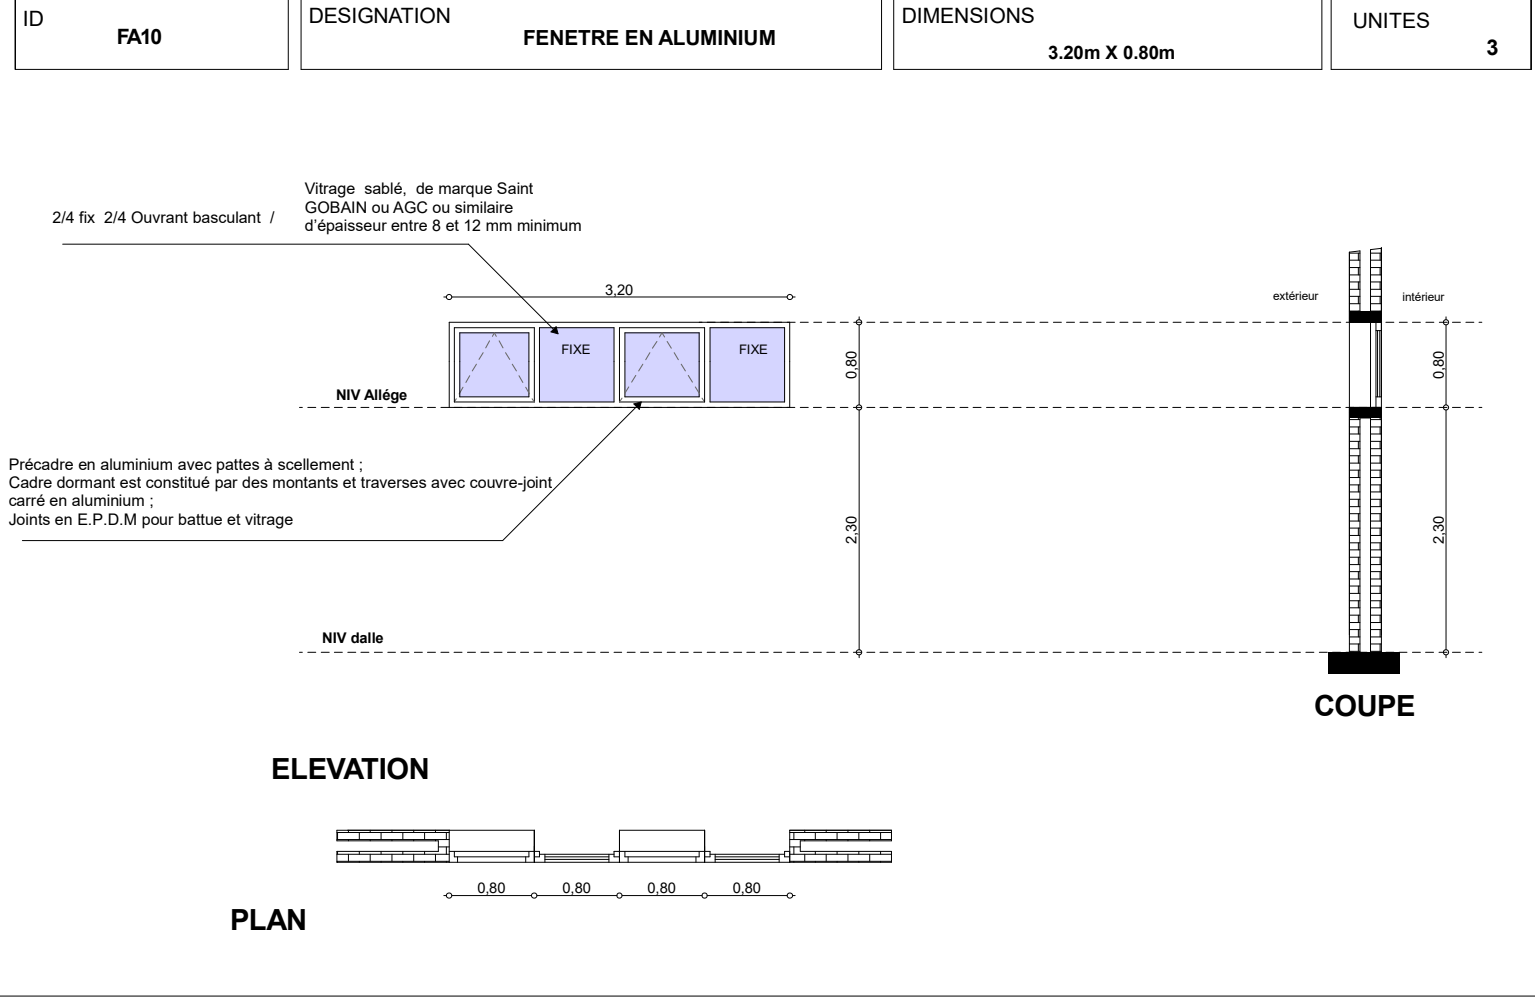 ID
FA10
DESIGNATION
FENETRE EN ALUMINIUM
DIMENSIONS
3.20m X 0.80m
UNITES
3
2/4 fix  2/4 Ouvrant basculant  /
Vitrage  sablé,  de marque Saint
GOBAIN ou AGC ou similaire
d’épaisseur entre 8 et 12 mm minimum
3,20
FIXE
FIXE
NIV Allége
0,80
extérieur
intérieur
0,80
Précadre en aluminium avec pattes à scellement ;
Cadre dormant est constitué par des montants et traverses avec couvre-joint
carré en aluminium ;
Joints en E.P.D.M pour battue et vitrage
2,30
2,30
NIV dalle
COUPE
ELEVATION
0,80
0,80
0,80
0,80
PLAN